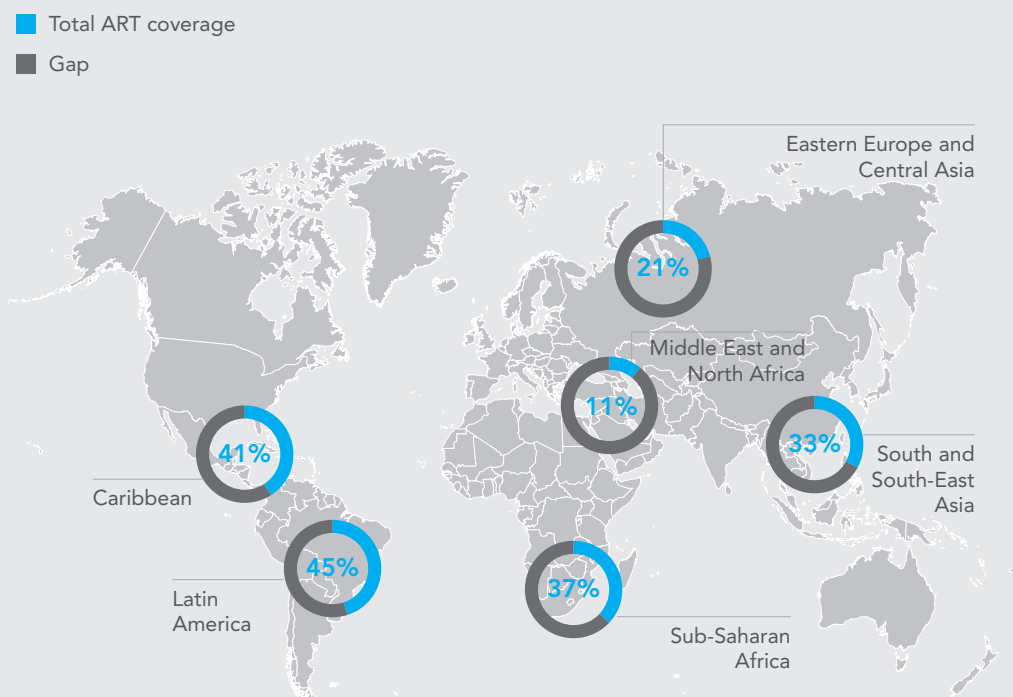 Total ART coverage
Gap
Eastern Europe and
Central Asia
21%
Middle East and
North Africa
11%
33%
South and
South-East
Asia
41%
Caribbean
45%
Latin
America
37%
Sub-Saharan
Africa